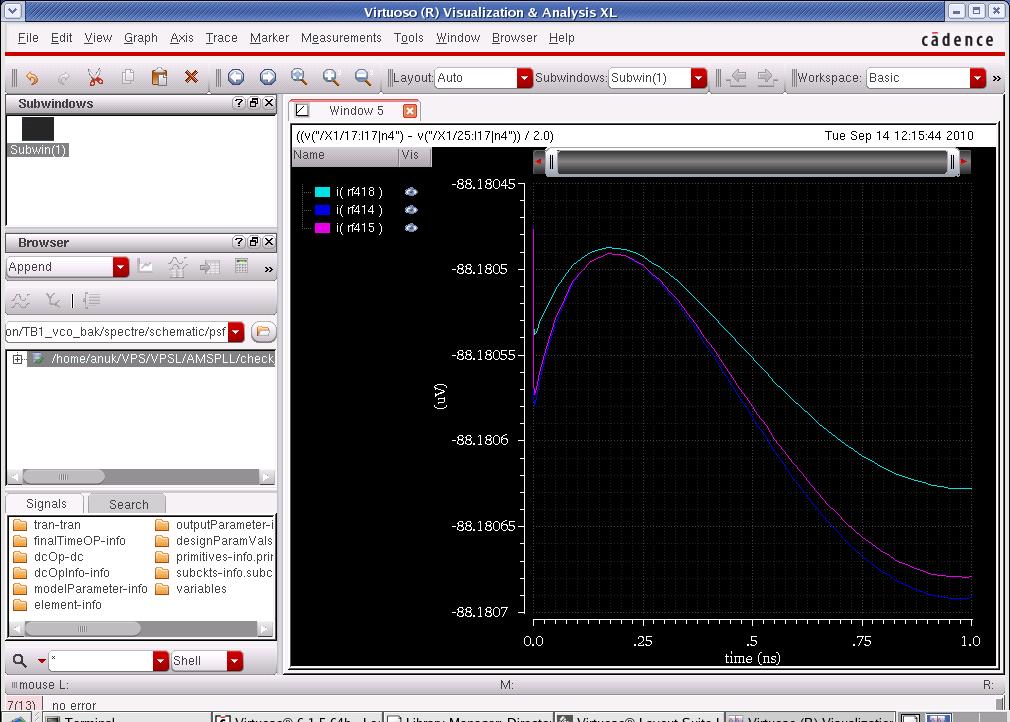 Virtuoso (R) Visualization & Analysis XL
File Edit View Graph Axis Trace Marker Measurements Tools Window Browser Help
cādence
Layout: Auto Subwindows: Subwin(1) Workspace: Basic »
Subwindows
Subwin(1)
Browser
Append »
on/TB1_vco_bak/spectre/schematic/psf
/home/anuk/VPS/VPSL/AMSPLL/check
Signals Search
tran-tran
finalTimeOP-info
dcOp-dc
dcOpInfo-info
modelParameter-info
element-info
outputParameter-i
designParamVals
primitives-info.prir
subckts-info.subc
variables
* Shell
Window 5
((v("/X1/17:I17|n4") - v("/X1/25:I17|n4")) / 2.0) Tue Sep 14 12:15:44 2010
Name Vis
i( rf418 )
i( rf414 )
i( rf415 )
-88.18045
-88.1805
-88.18055
-88.1806
-88.18065
-88.1807
(uV)
0.0 .25 .5 .75 1.0
time (ns)
mouse L: M: R:
7(13) no error
Terminal Virtuoso® 6.1.5-64b - Lo Library Manager: Director Virtuoso® Layout Suite L Virtuoso (R) Visualization